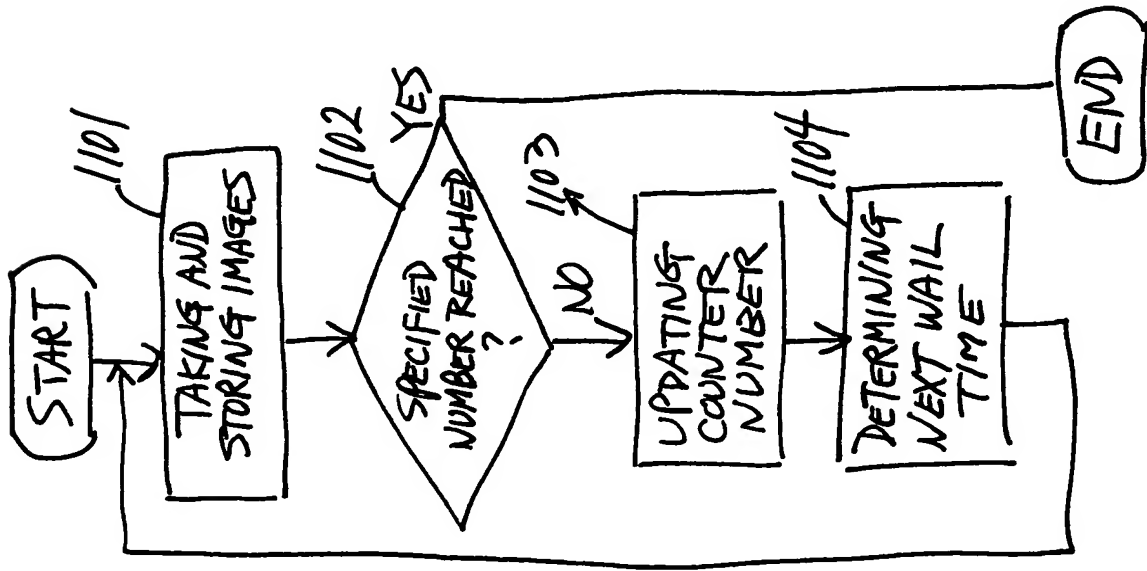 START
1101
TAKING AND
STORING IMAGES
1102
SPECIFIED
NUMBER REACHED
?
YES
NO
1103
UPDATING
COUNTER
NUMBER
1104
DETERMINING
NEXT WAIL
TIME
END